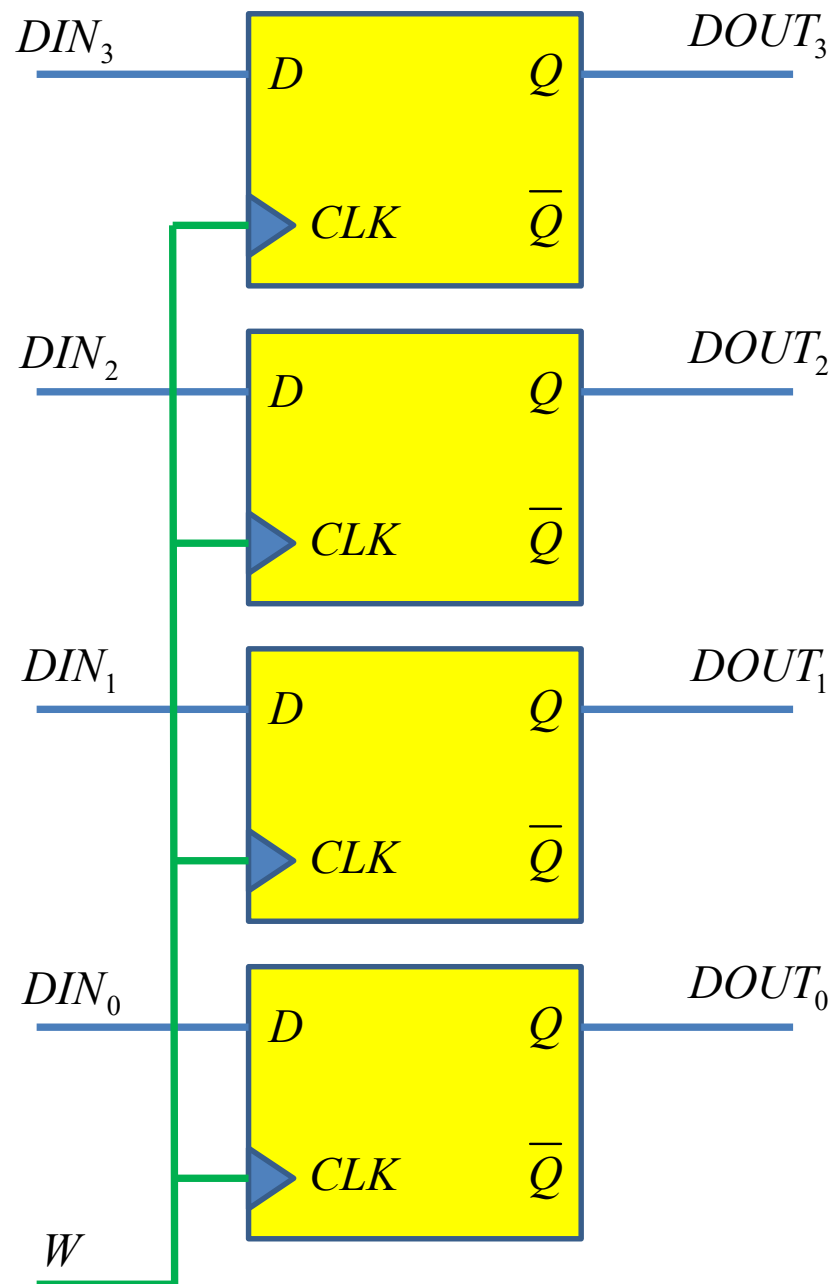 DIN₃ DOUT₃
D Q
CLK Q̅
DIN₂ DOUT₂
D Q
CLK Q̅
DIN₁ DOUT₁
D Q
CLK Q̅
DIN₀ DOUT₀
D Q
CLK Q̅
W